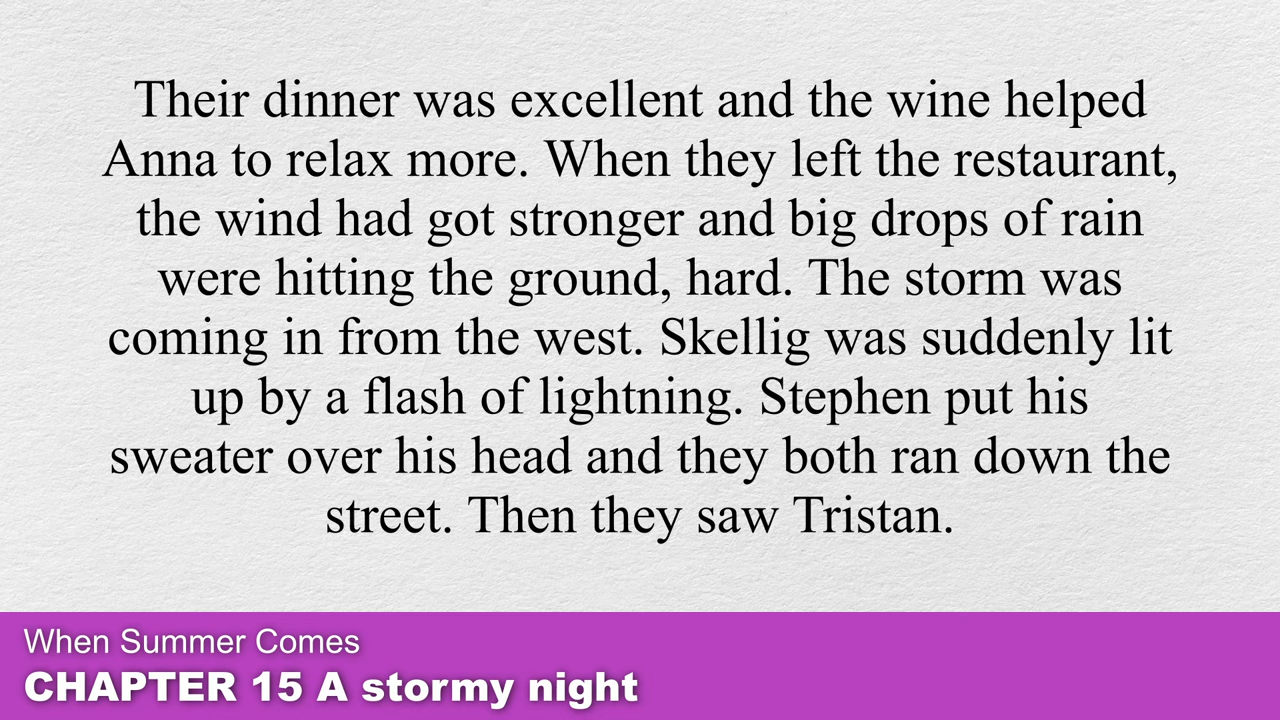 Their dinner was excellent and the wine helped
Anna to relax more. When they left the restaurant,
the wind had got stronger and big drops of rain
were hitting the ground, hard. The storm was
coming in from the west. Skellig was suddenly lit
up by a flash of lightning. Stephen put his
sweater over his head and they both ran down the
street. Then they saw Tristan.
When Summer Comes
CHAPTER 15 A stormy night